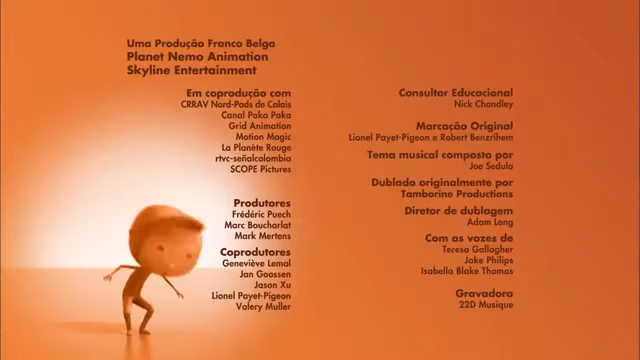 Uma Produção Franco Belga
Planet Nemo Animation
Skyline Entertainment
Em coprodução com
CRRAV Nord-Pads de Calais
Canal Paka Paka
Grid Animation
Motion Magic
La Planète Rouge
rtvc-señalcolombia
SCOPE Pictures
Produtores
Frédéric Puech
Marc Bouchariat
Mark Mertens
Coprodutores
Geneviève Lemal
Jan Goossen
Jason Xu
Lionel Payet-Pigeon
Valery Muller
Consultor Educacional
Nick Chandley
Marcação Original
Lionel Payet-Pigeon e Robert Benzrihem
Tema musical composto por
Joe Sedulo
Dublado originalmente por
Tamborine Productions
Diretor de dublagem
Adam Long
Com as vozes de
Teresa Gallagher
Jake Philips
Isabella Blake Thomas
Gravadora
22D Musique